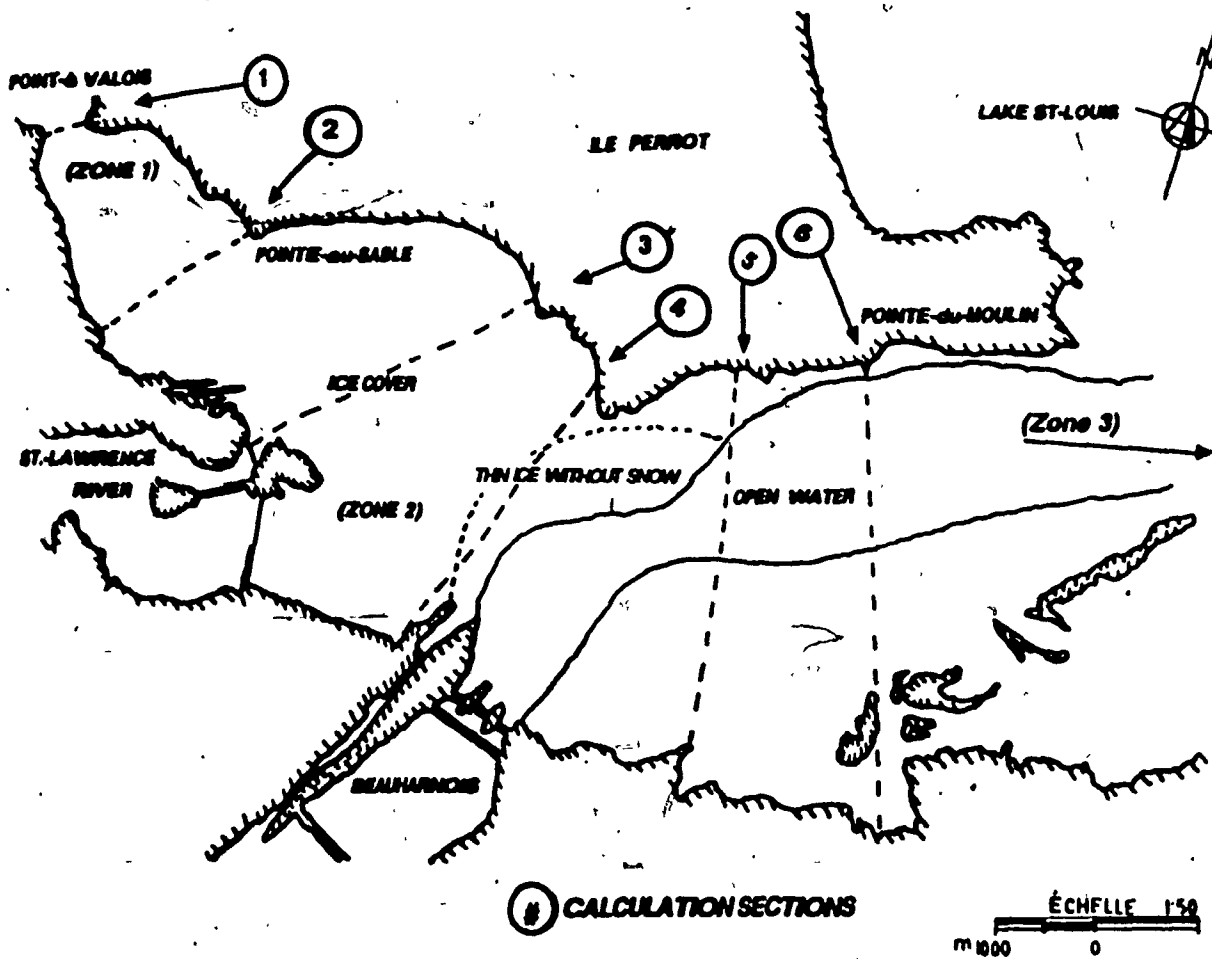 POINT-à VALOIS
1
N
2
LAKE ST-LOUIS
ILE PERROT
(ZONE 1)
3
5
6
POINTE-au-SABLE
4
POINTE-du-MOULIN
ICE COVER
(Zone 3)
ST.-LAWRENCE
RIVER
THIN ICE WITHOUT SNOW
OPEN WATER
(ZONE 2)
BEAUHARNOIS
# CALCULATION SECTIONS
ÉCHELLE 1:50
m 1000 0